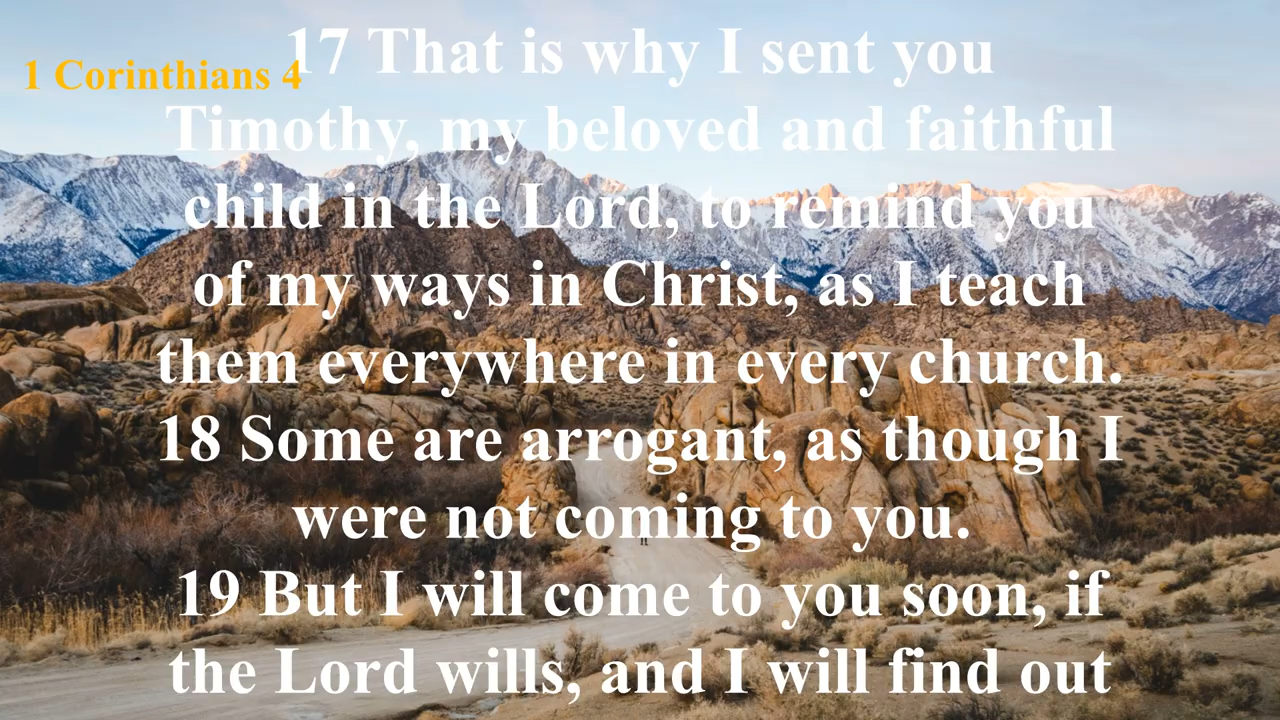 1 Corinthians 4
17 That is why I sent you
Timothy, my beloved and faithful
child in the Lord, to remind you
of my ways in Christ, as I teach
them everywhere in every church.
18 Some are arrogant, as though I
were not coming to you.
19 But I will come to you soon, if
the Lord wills, and I will find out